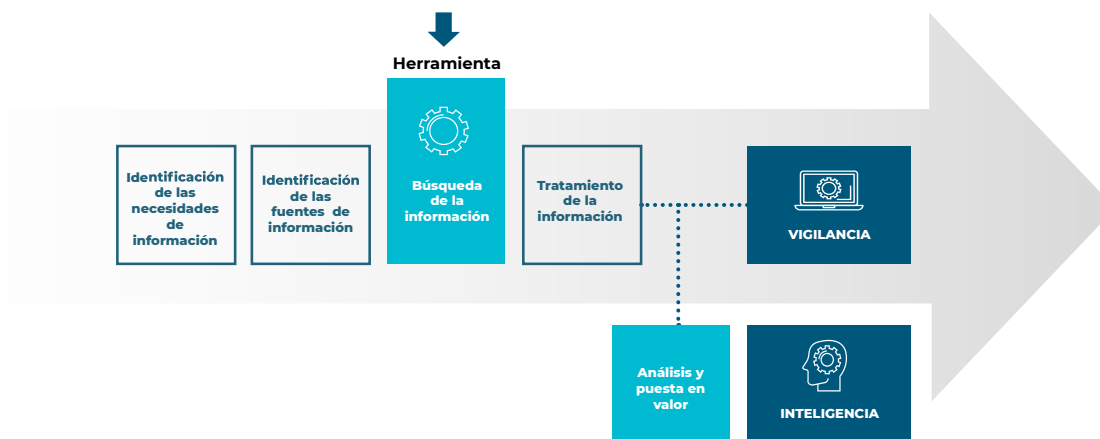 Herramienta
Identificación
de las
necesidades
de
información
Identificación
de las
fuentes de
información
Búsqueda
de la
información
Tratamiento
de la
información
VIGILANCIA
Análisis y
puesta en
valor
INTELIGENCIA